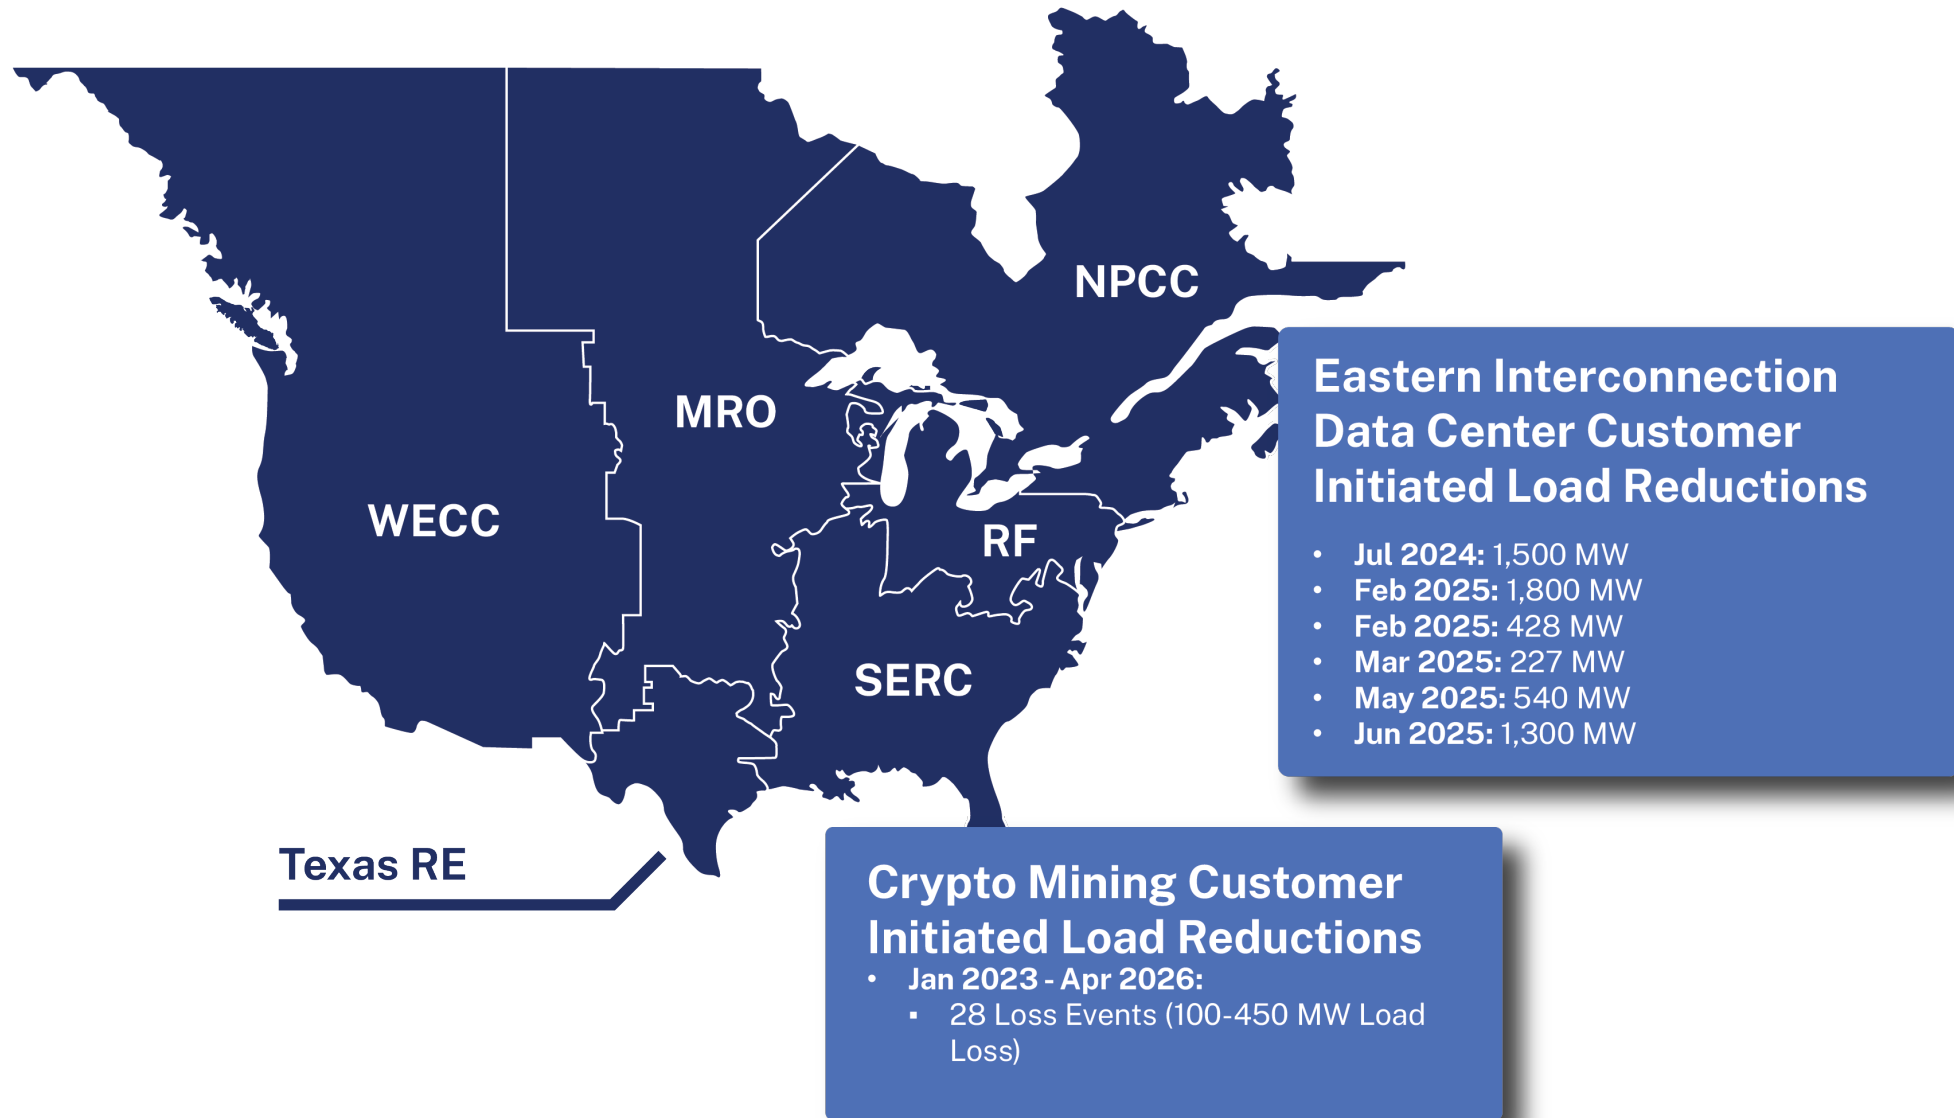 NPCC
MRO
WECC
RF
SERC
Texas RE
Eastern Interconnection
Data Center Customer
Initiated Load Reductions
• Jul 2024: 1,500 MW
• Feb 2025: 1,800 MW
• Feb 2025: 428 MW
• Mar 2025: 227 MW
• May 2025: 540 MW
• Jun 2025: 1,300 MW
Crypto Mining Customer
Initiated Load Reductions
• Jan 2023 - Apr 2026:
▪ 28 Loss Events (100-450 MW Load
Loss)